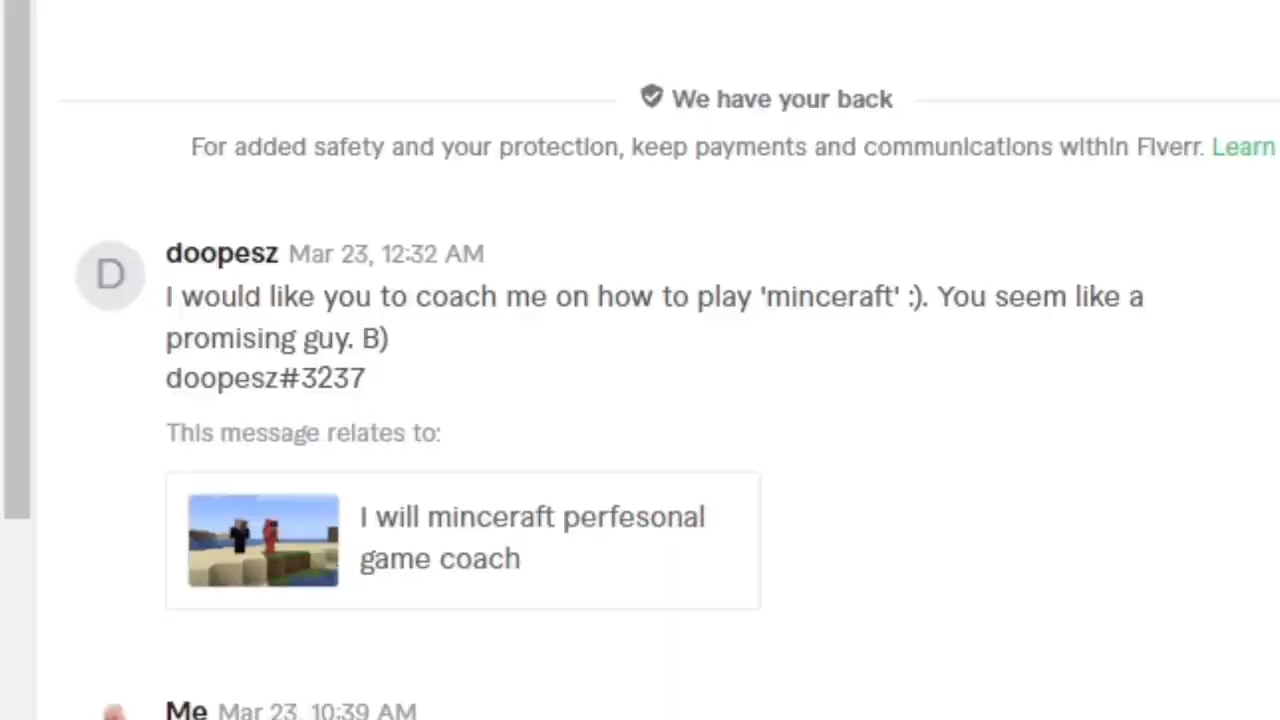 We have your back
For added safety and your protection, keep payments and communications within Fiverr. Learn
D
doopesz Mar 23, 12:32 AM
I would like you to coach me on how to play 'minceraft' :). You seem like a
promising guy. B)
doopesz#3237
This message relates to:
I will minceraft perfesonal
game coach
Me Mar 23, 10:39 AM